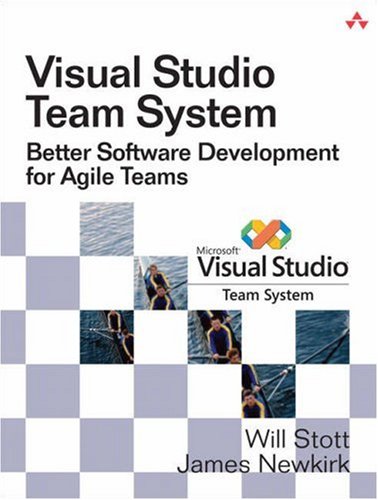 Visual Studio
Team System
Better Software Development
for Agile Teams
Microsoft
Visual Studio
Team System
Will Stott
James Newkirk